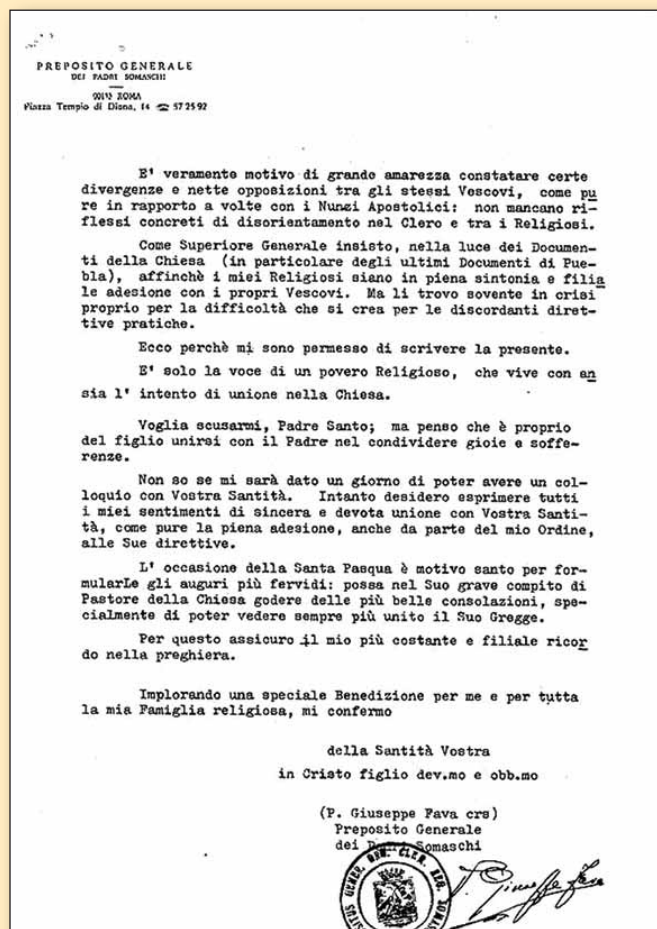 PREPOSITO GENERALE
DEI PADRI SOMASCHI
ROMA
Piazza Tempio di Diana, 14 ☎ 57 25 92
E' veramente motivo di grande amarezza constatare certe
divergenze e nette opposizioni tra gli stessi Vescovi, come pu
re in rapporto a volte con i Nunzi Apostolici: non mancano ri-
flessi concreti di disorientamento nel Clero e tra i Religiosi.
Come Superiore Generale insisto, nella luce dei Documen-
ti della Chiesa (in particolare degli ultimi Documenti di Pue-
bla), affinchè i miei Religiosi siano in piena sintonia e filia
le adesione con i propri Vescovi. Ma li trovo sovente in crisi
proprio per la difficoltà che si crea per le discordanti diret-
tive pratiche.
Ecco perchè mi sono permesso di scrivere la presente.
E' solo la voce di un povero Religioso, che vive con an
sia l' intento di unione nella Chiesa.
Voglia scusarmi, Padre Santo; ma penso che è proprio
del figlio unirsi con il Padre nel condividere gioie e soffe-
renze.
Non so se mi sarà dato un giorno di poter avere un col-
loquio con Vostra Santità. Intanto desidero esprimere tutti
i miei sentimenti di sincera e devota unione con Vostra Santi-
tà, come pure la piena adesione, anche da parte del mio Ordine,
alle Sue direttive.
L' occasione della Santa Pasqua è motivo santo per for-
mularLe gli auguri più fervidi: possa nel Suo grave compito di
Pastore della Chiesa godere delle più belle consolazioni, spe-
cialmente di poter vedere sempre più unito il Suo Gregge.
Per questo assicuro il mio più costante e filiale ricor
do nella preghiera.
Implorando una speciale Benedizione per me e per tutta
la mia Famiglia religiosa, mi confermo
della Santità Vostra
in Cristo figlio dev.mo e obb.mo
(P. Giuseppe Fava crs)
Preposito Generale
dei Padri Somaschi
P. Giuseppe Fava